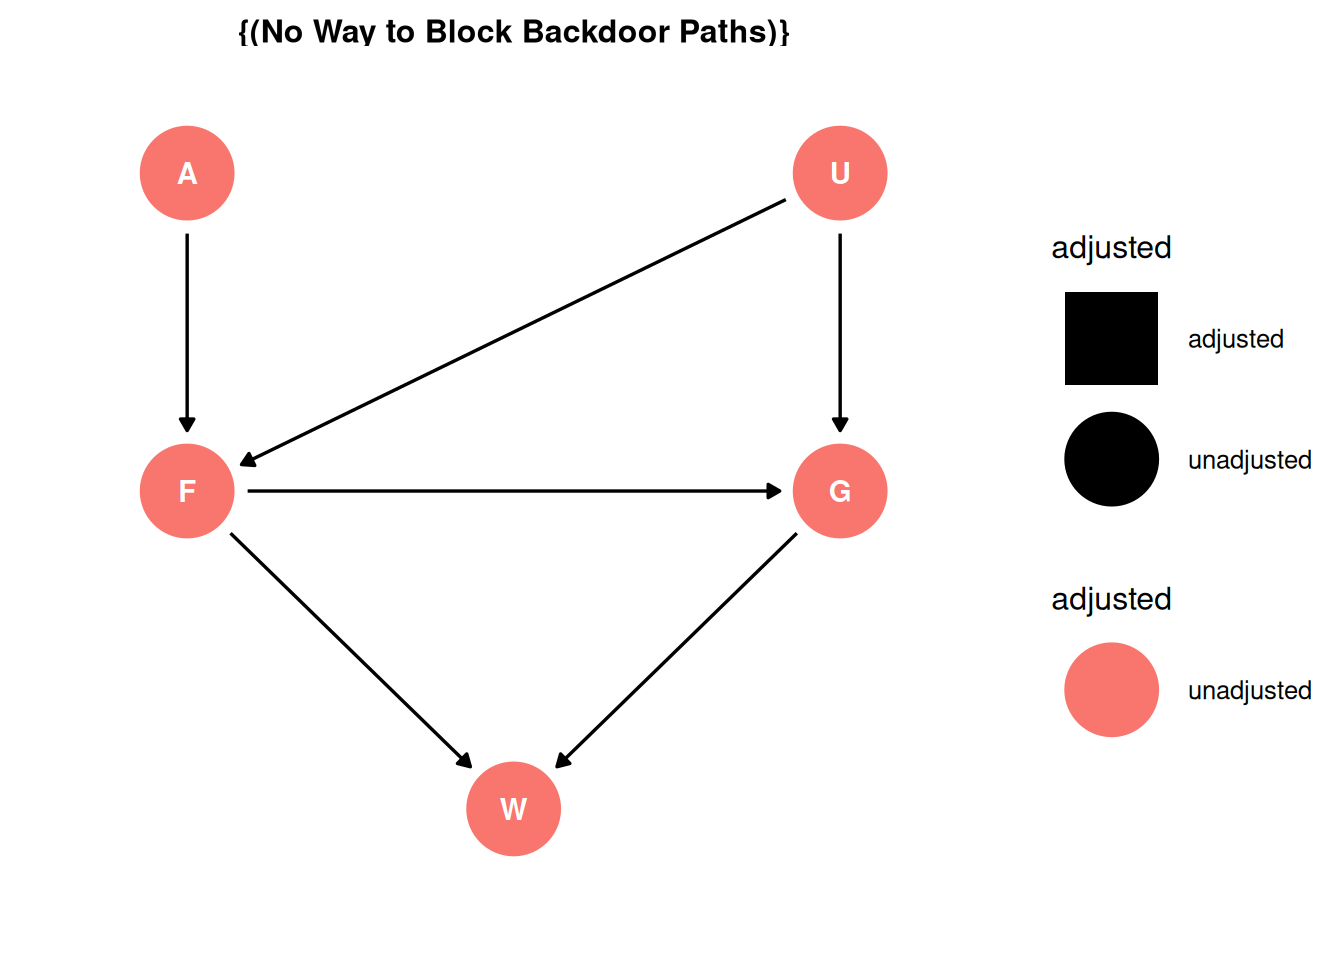 {(No Way to Block Backdoor Paths)}
A
U
F
G
W
adjusted
adjusted
unadjusted
adjusted
unadjusted